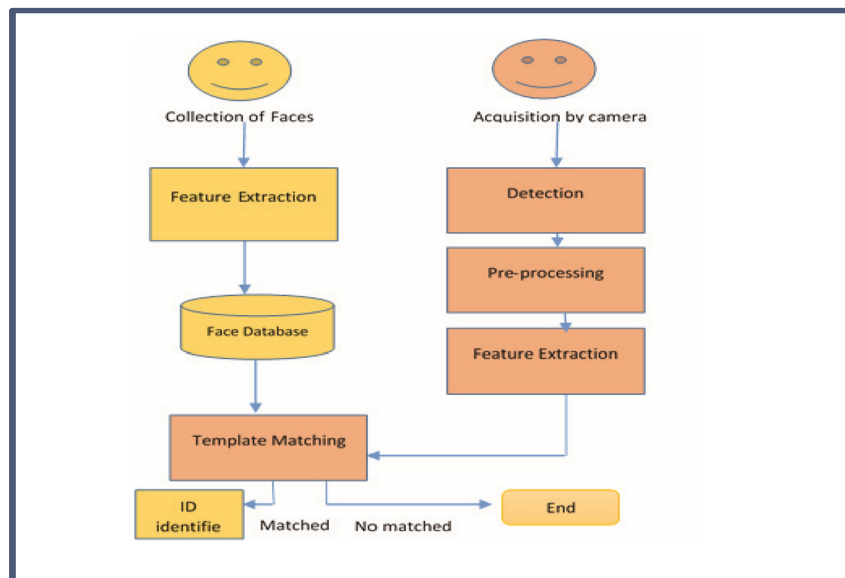 Collection of Faces
Acquisition by camera
Feature Extraction
Detection
Pre-processing
Face Database
Feature Extraction
Template Matching
ID
identifie
Matched
No matched
End